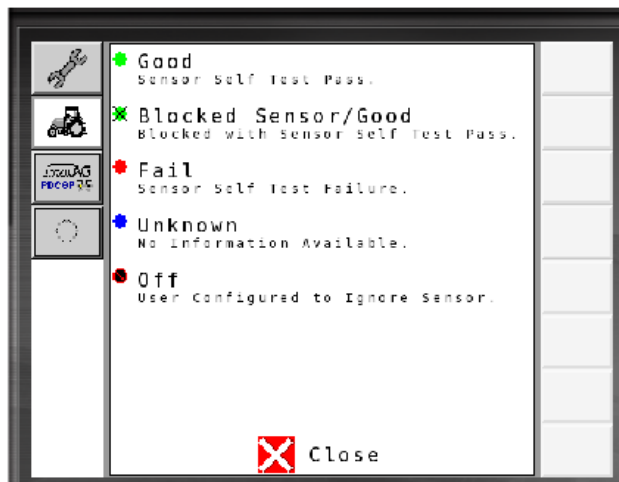 Good
Sensor Self Test Pass.
Blocked Sensor/Good
Blocked with Sensor Self Test Pass.
Fail
Sensor Self Test Failure.
Unknown
No Information Available.
Off
User Configured to Ignore Sensor.
Close